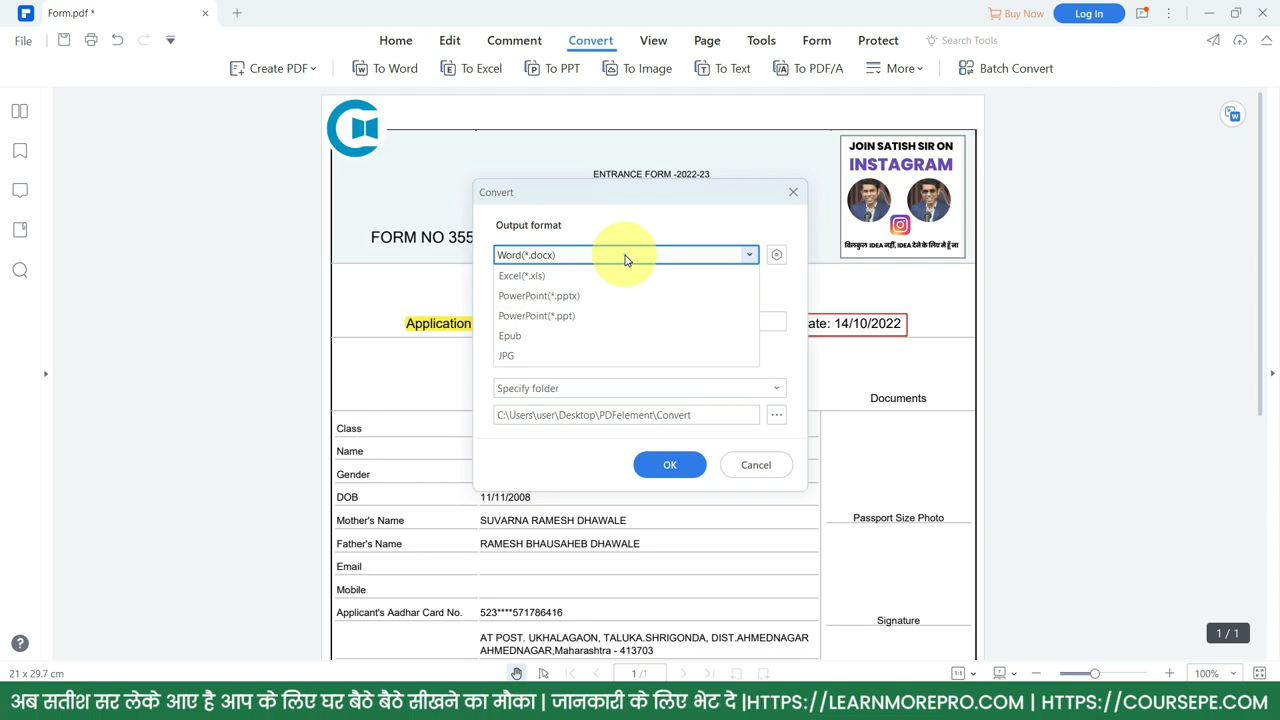 Form.pdf *
Buy Now
Log In
File
Home Edit Comment Convert View Page Tools Form Protect Search Tools
Create PDF To Word To Excel To PPT To Image To Text To PDF/A More Batch Convert
JOIN SATISH SIR ON
INSTAGRAM
बिलकुल IDEA नहीं, IDEA देने के लिए मै हूँ ना
ENTRANCE FORM -2022-23
FORM NO 355
Convert
Output format
Word(*.docx)
Excel(*.xls)
PowerPoint(*.pptx)
PowerPoint(*.ppt)
Epub
JPG
Specify folder
C:\Users\user\Desktop\PDFelement\Convert
OK Cancel
Application
ate: 14/10/2022
Documents
Class
Name
Gender
DOB 11/11/2008
Mother's Name SUVARNA RAMESH DHAWALE
Passport Size Photo
Father's Name RAMESH BHAUSAHEB DHAWALE
Email
Mobile
Applicant's Aadhar Card No. 523****571786416
Signature
AT POST. UKHALAGAON, TALUKA.SHRIGONDA, DIST.AHMEDNAGAR
AHMEDNAGAR,Maharashtra - 413703
1 / 1
21 x 29.7 cm
1 /1
100%
अब सतीश सर लेके आए है आप के लिए घर बैठे बैठे सीखने का मौका | जानकारी के लिए भेट दे |HTTPS://LEARNMOREPRO.COM | HTTPS://COURSEPE.COM